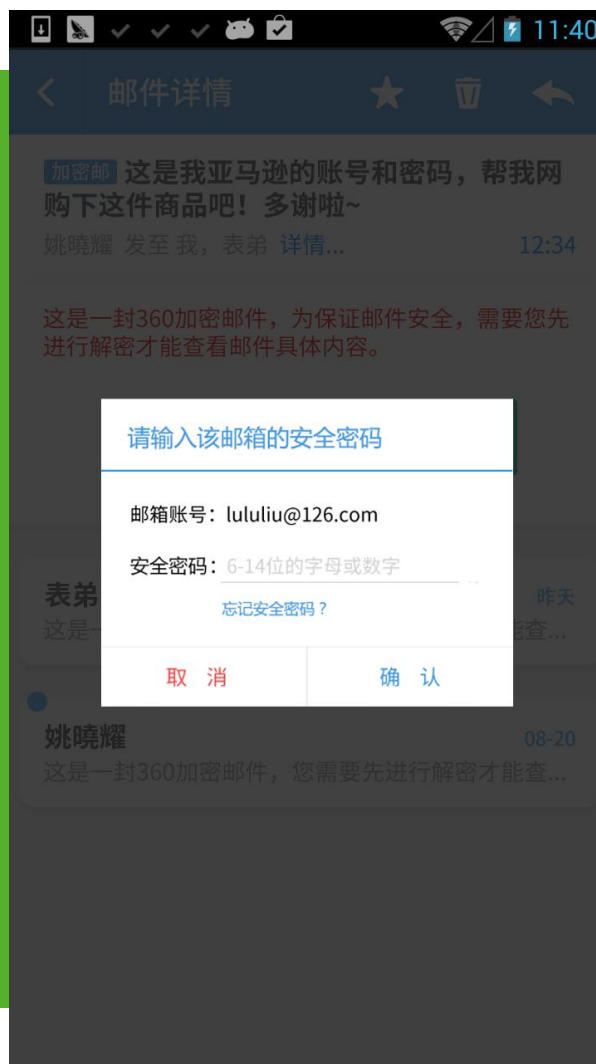 11:40
邮件详情
加密邮 这是我亚马逊的账号和密码，帮我网
购下这件商品吧！多谢啦~
姚曉耀 发至 我，表弟 详情... 12:34
这是一封360加密邮件，为保证邮件安全，需要您先
进行解密才能查看邮件具体内容。
请输入该邮箱的安全密码
邮箱账号：lululiu@126.com
安全密码：6-14位的字母或数字
忘记安全密码？
取 消 确 认
表弟 昨天
这是一 能查...
姚曉耀 08-20
这是一封360加密邮件，您需要先进行解密才能查...